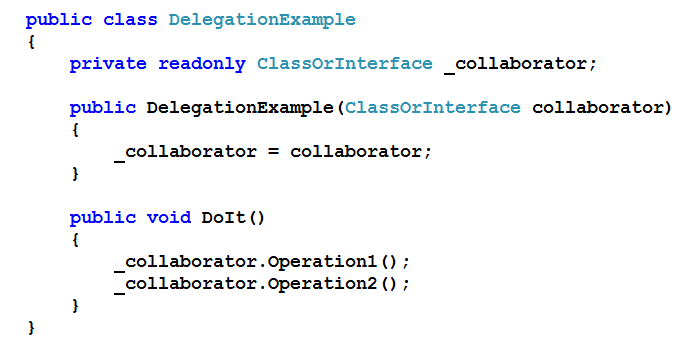 public class DelegationExample
{
    private readonly ClassOrInterface _collaborator;

    public DelegationExample(ClassOrInterface collaborator)
    {
        _collaborator = collaborator;
    }

    public void DoIt()
    {
        _collaborator.Operation1();
        _collaborator.Operation2();
    }
}